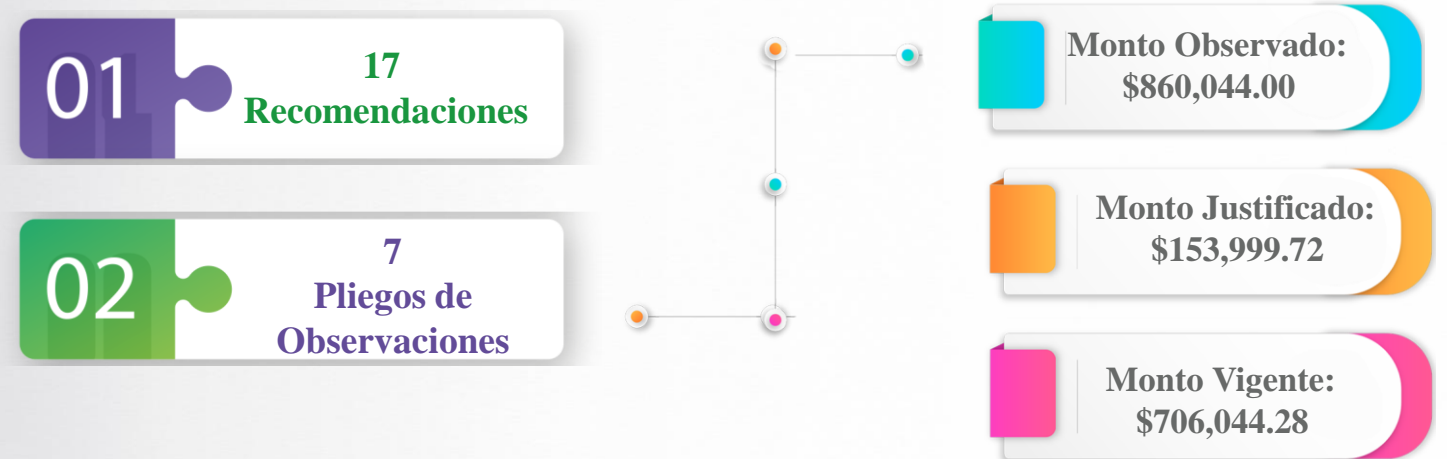 01
17
Recomendaciones
02
7
Pliegos de
Observaciones
Monto Observado:
$860,044.00
Monto Justificado:
$153,999.72
Monto Vigente:
$706,044.28